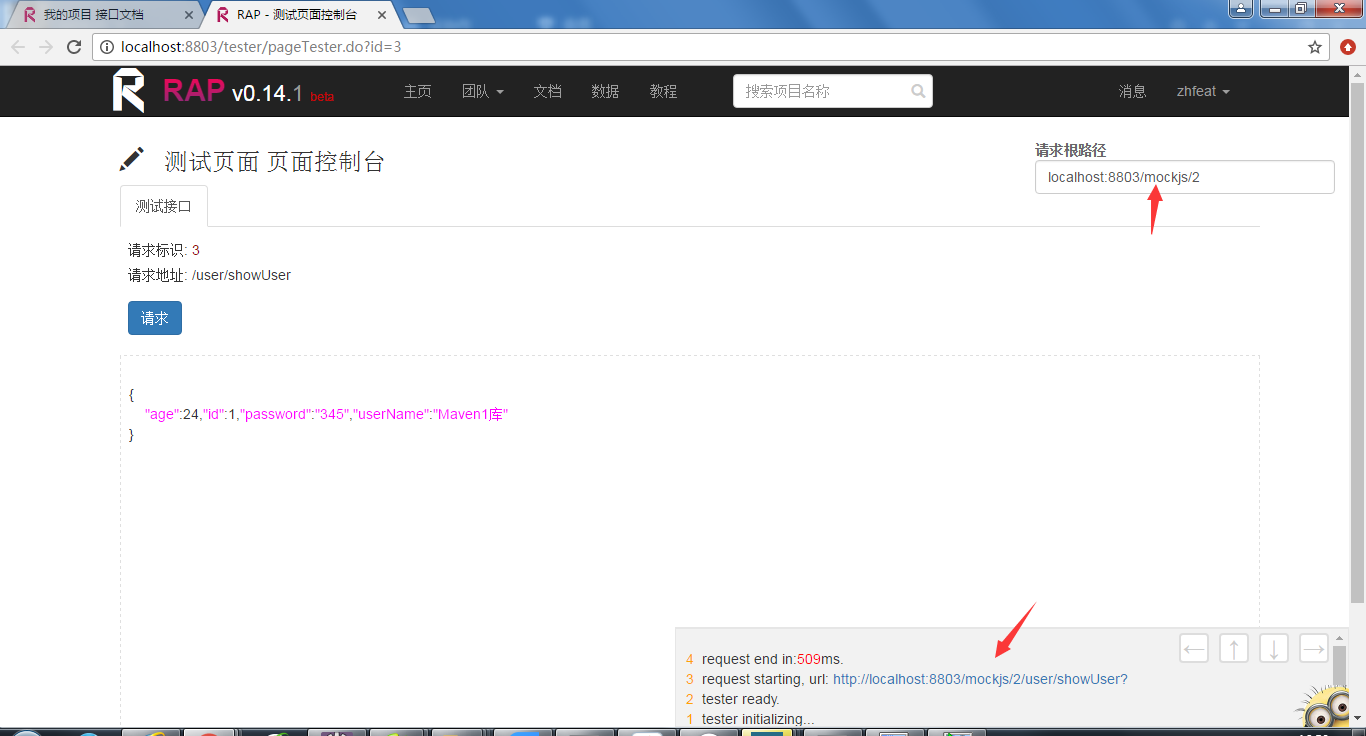 我的项目 接口文档
RAP - 测试页面控制台
localhost:8803/tester/pageTester.do?id=3
RAP v0.14.1 beta
主页 团队 文档 数据 教程 搜索项目名称 消息 zhfeat
测试页面 页面控制台
请求根路径
localhost:8803/mockjs/2
测试接口
请求标识: 3
请求地址: /user/showUser
请求
{
"age":24,"id":1,"password":"345","userName":"Maven1库"
}
4 request end in:509ms.
3 request starting, url: http://localhost:8803/mockjs/2/user/showUser?
2 tester ready.
1 tester initializing...